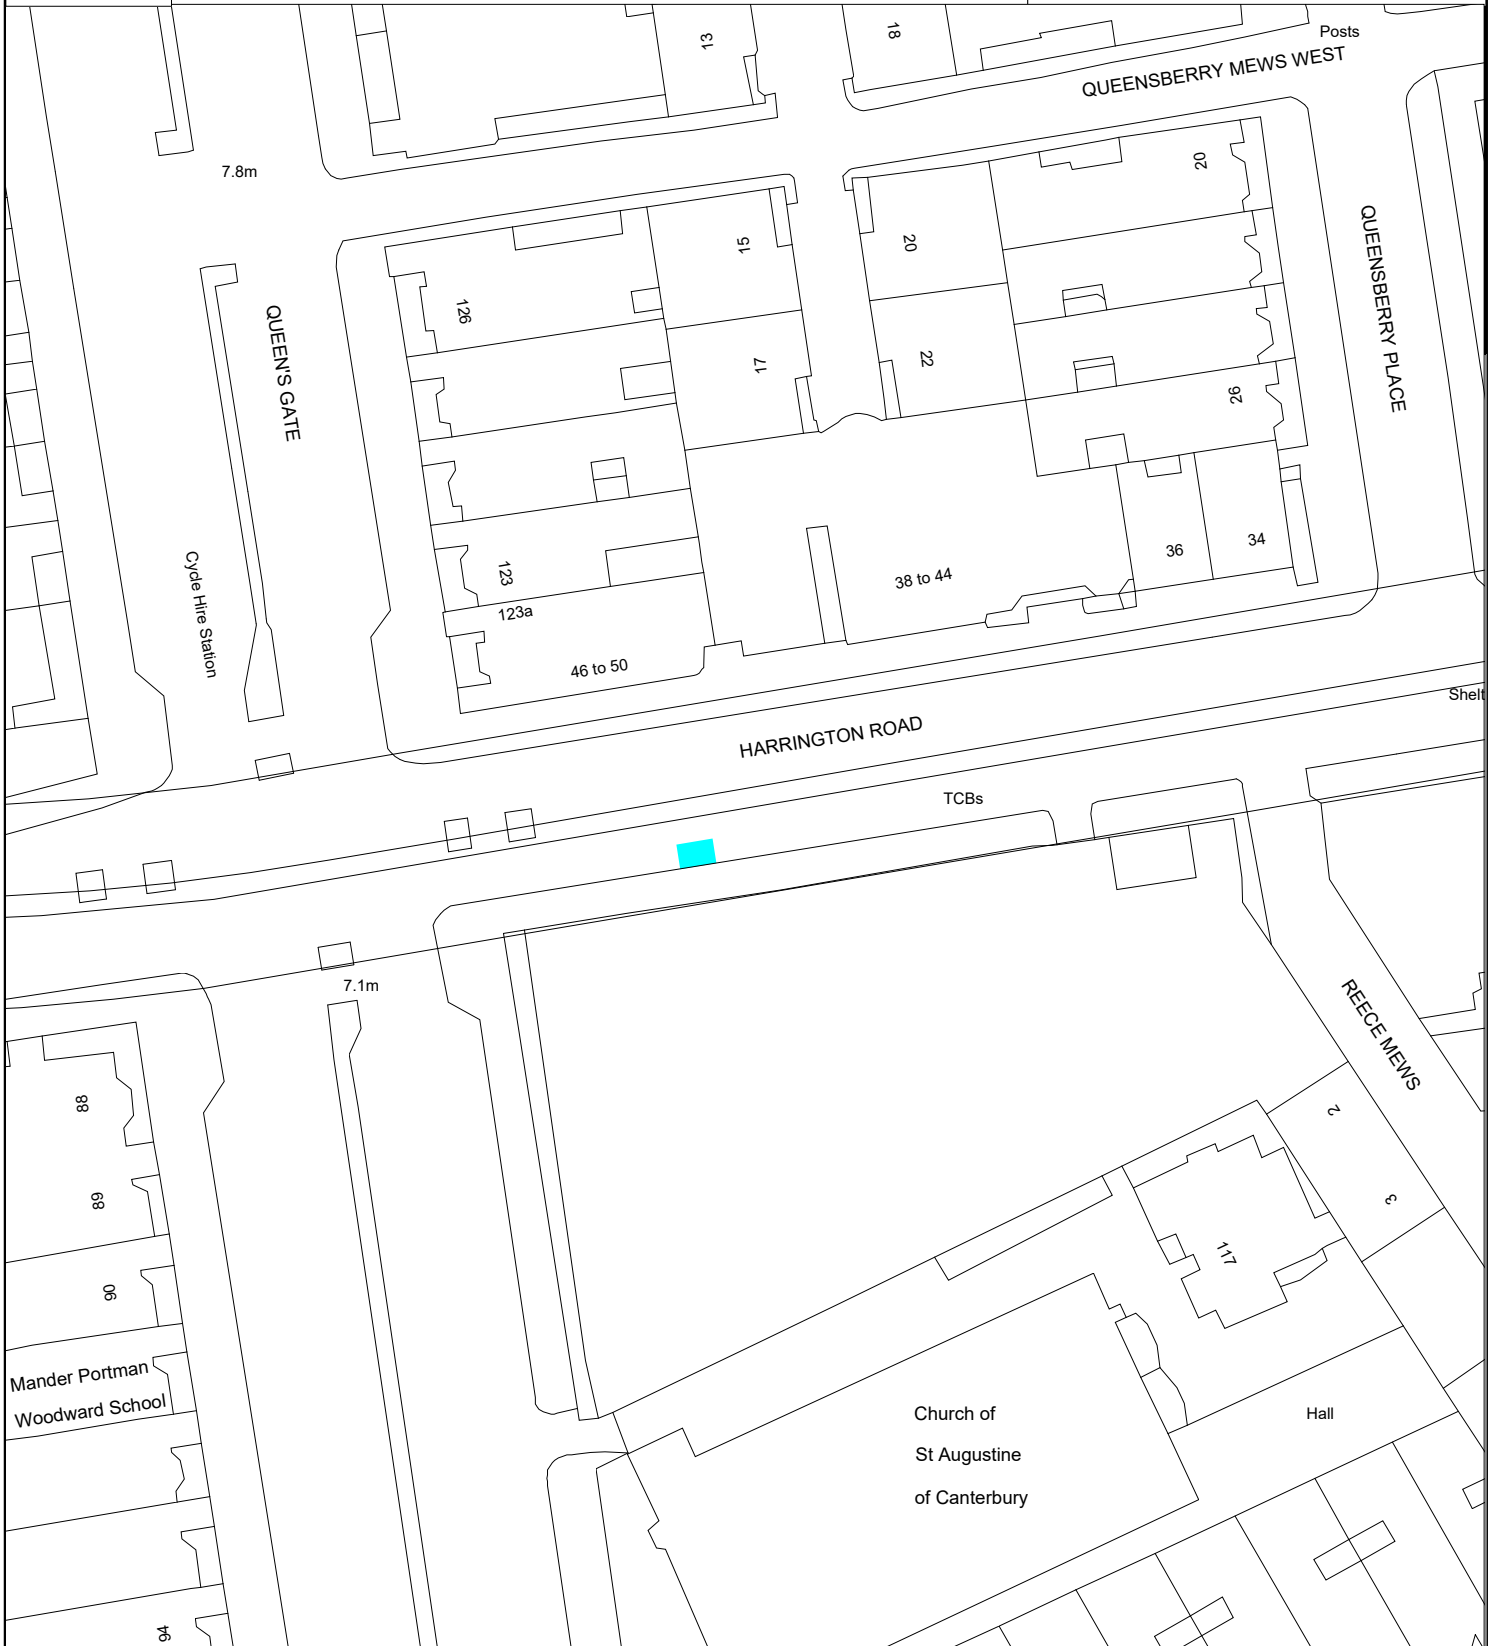 13
18
Posts
QUEENSBERRY MEWS WEST
7.8m
20
QUEENSBERRY PLACE
15
20
126
QUEEN'S GATE
17
22
26
36
34
38 to 44
123
123a
Cycle Hire Station
46 to 50
Shelt
HARRINGTON ROAD
TCBs
7.1m
REECE MEWS
88
2
89
3
117
90
Mander Portman
Woodward School
Church of
St Augustine
of Canterbury
Hall
94